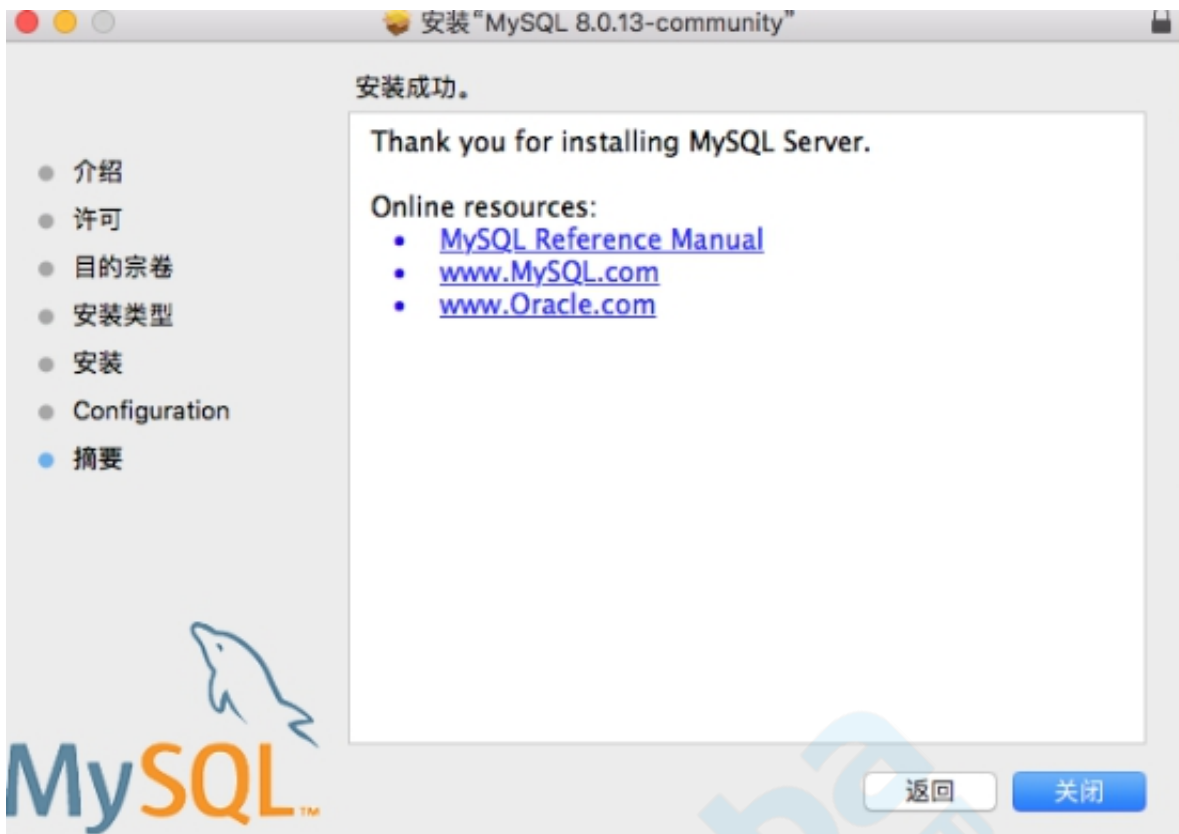 安装“MySQL 8.0.13-community”
安装成功。
Thank you for installing MySQL Server.
Online resources:
• MySQL Reference Manual
• www.MySQL.com
• www.Oracle.com
介绍
许可
目的宗卷
安装类型
安装
Configuration
摘要
MySQL™
返回
关闭